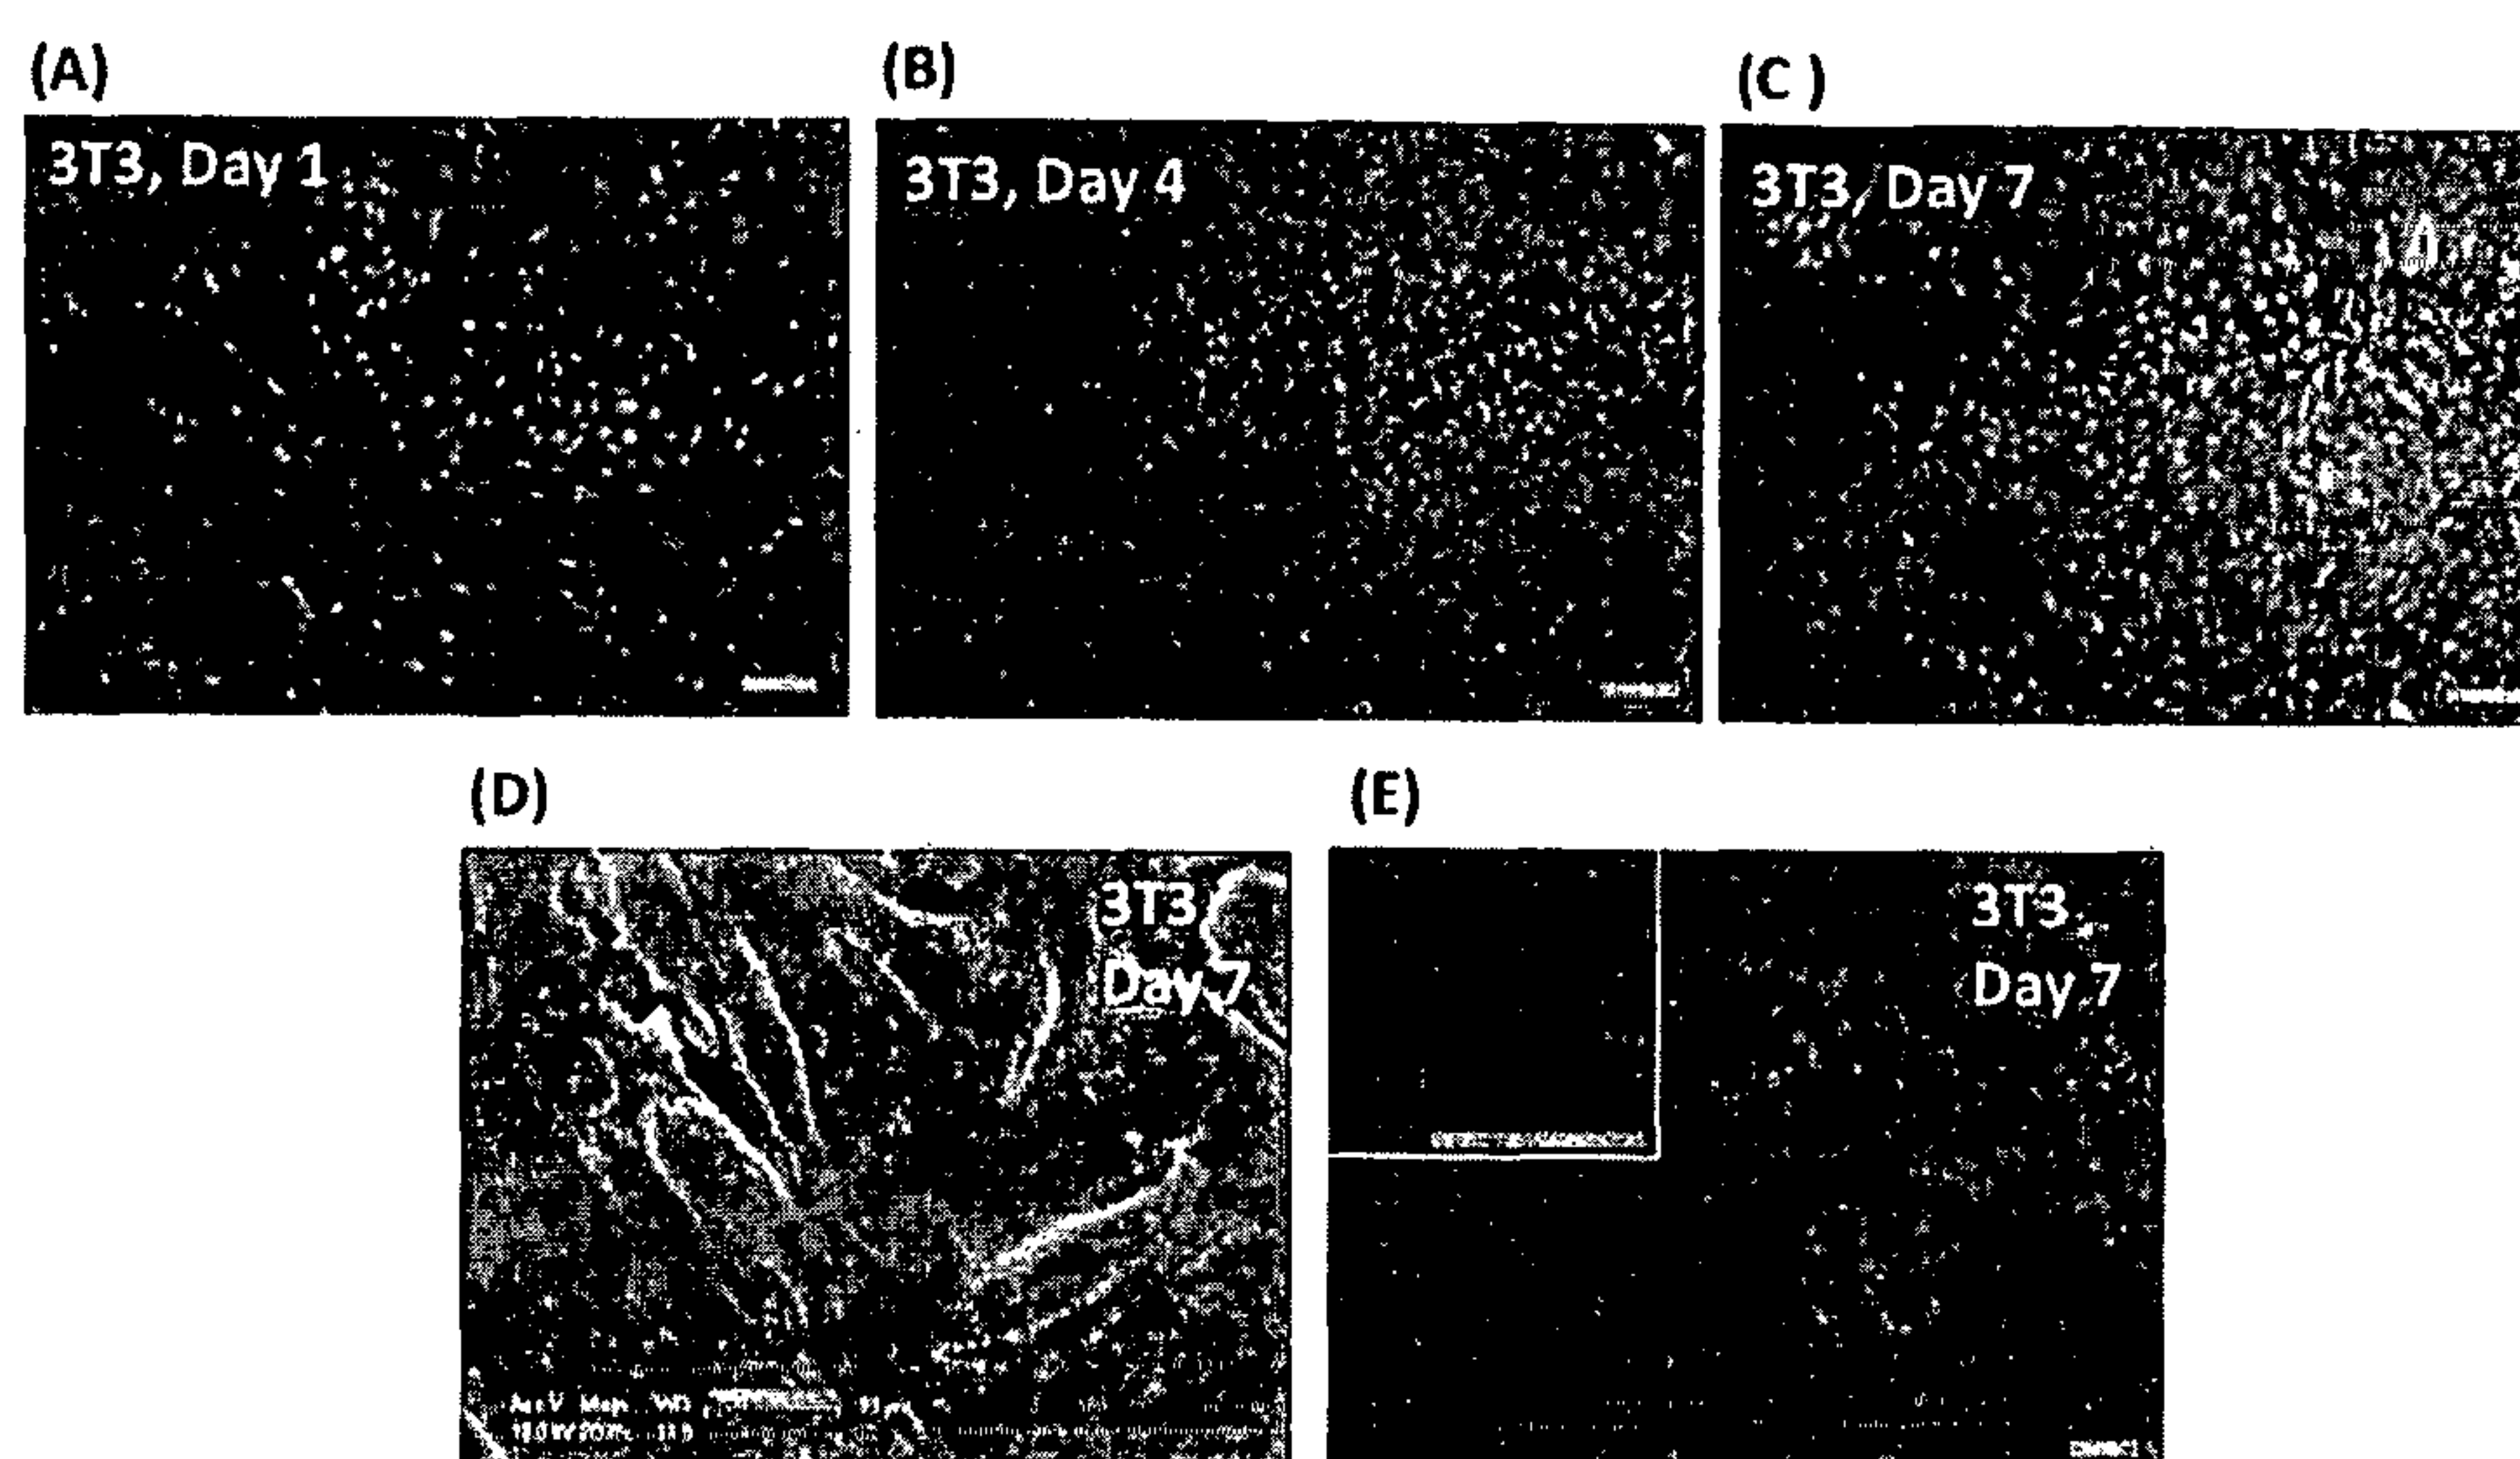 (A)
(B)
(C )
3T3, Day 1
3T3, Day 4
3T3, Day 7
(D)
(E)
3T3,
Day 7
3T3,
Day 7